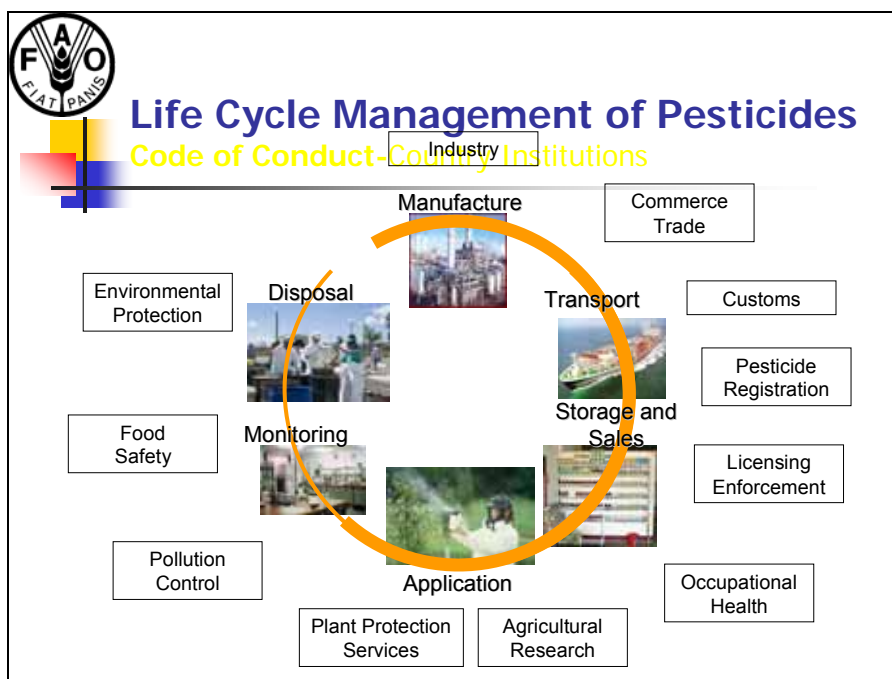 F A O
FIAT PANIS
Life Cycle Management of Pesticides
Code of Conduct-Country Institutions
Industry
Manufacture
Commerce
Trade
Environmental
Protection
Disposal
Transport
Customs
Pesticide
Registration
Storage and
Sales
Food
Safety
Monitoring
Licensing
Enforcement
Pollution
Control
Application
Occupational
Health
Plant Protection
Services
Agricultural
Research